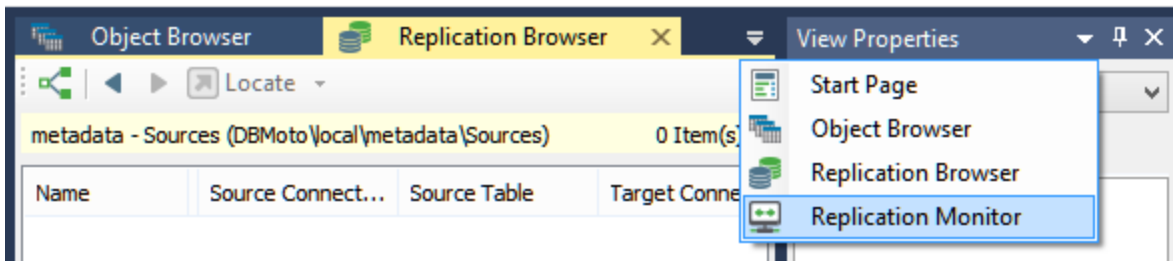 Object Browser
Replication Browser
View Properties
Locate
Start Page
metadata - Sources (DBMoto\local\metadata\Sources)
0 Item(s)
Object Browser
Replication Browser
Name
Source Connect...
Source Table
Target Conne
Replication Monitor